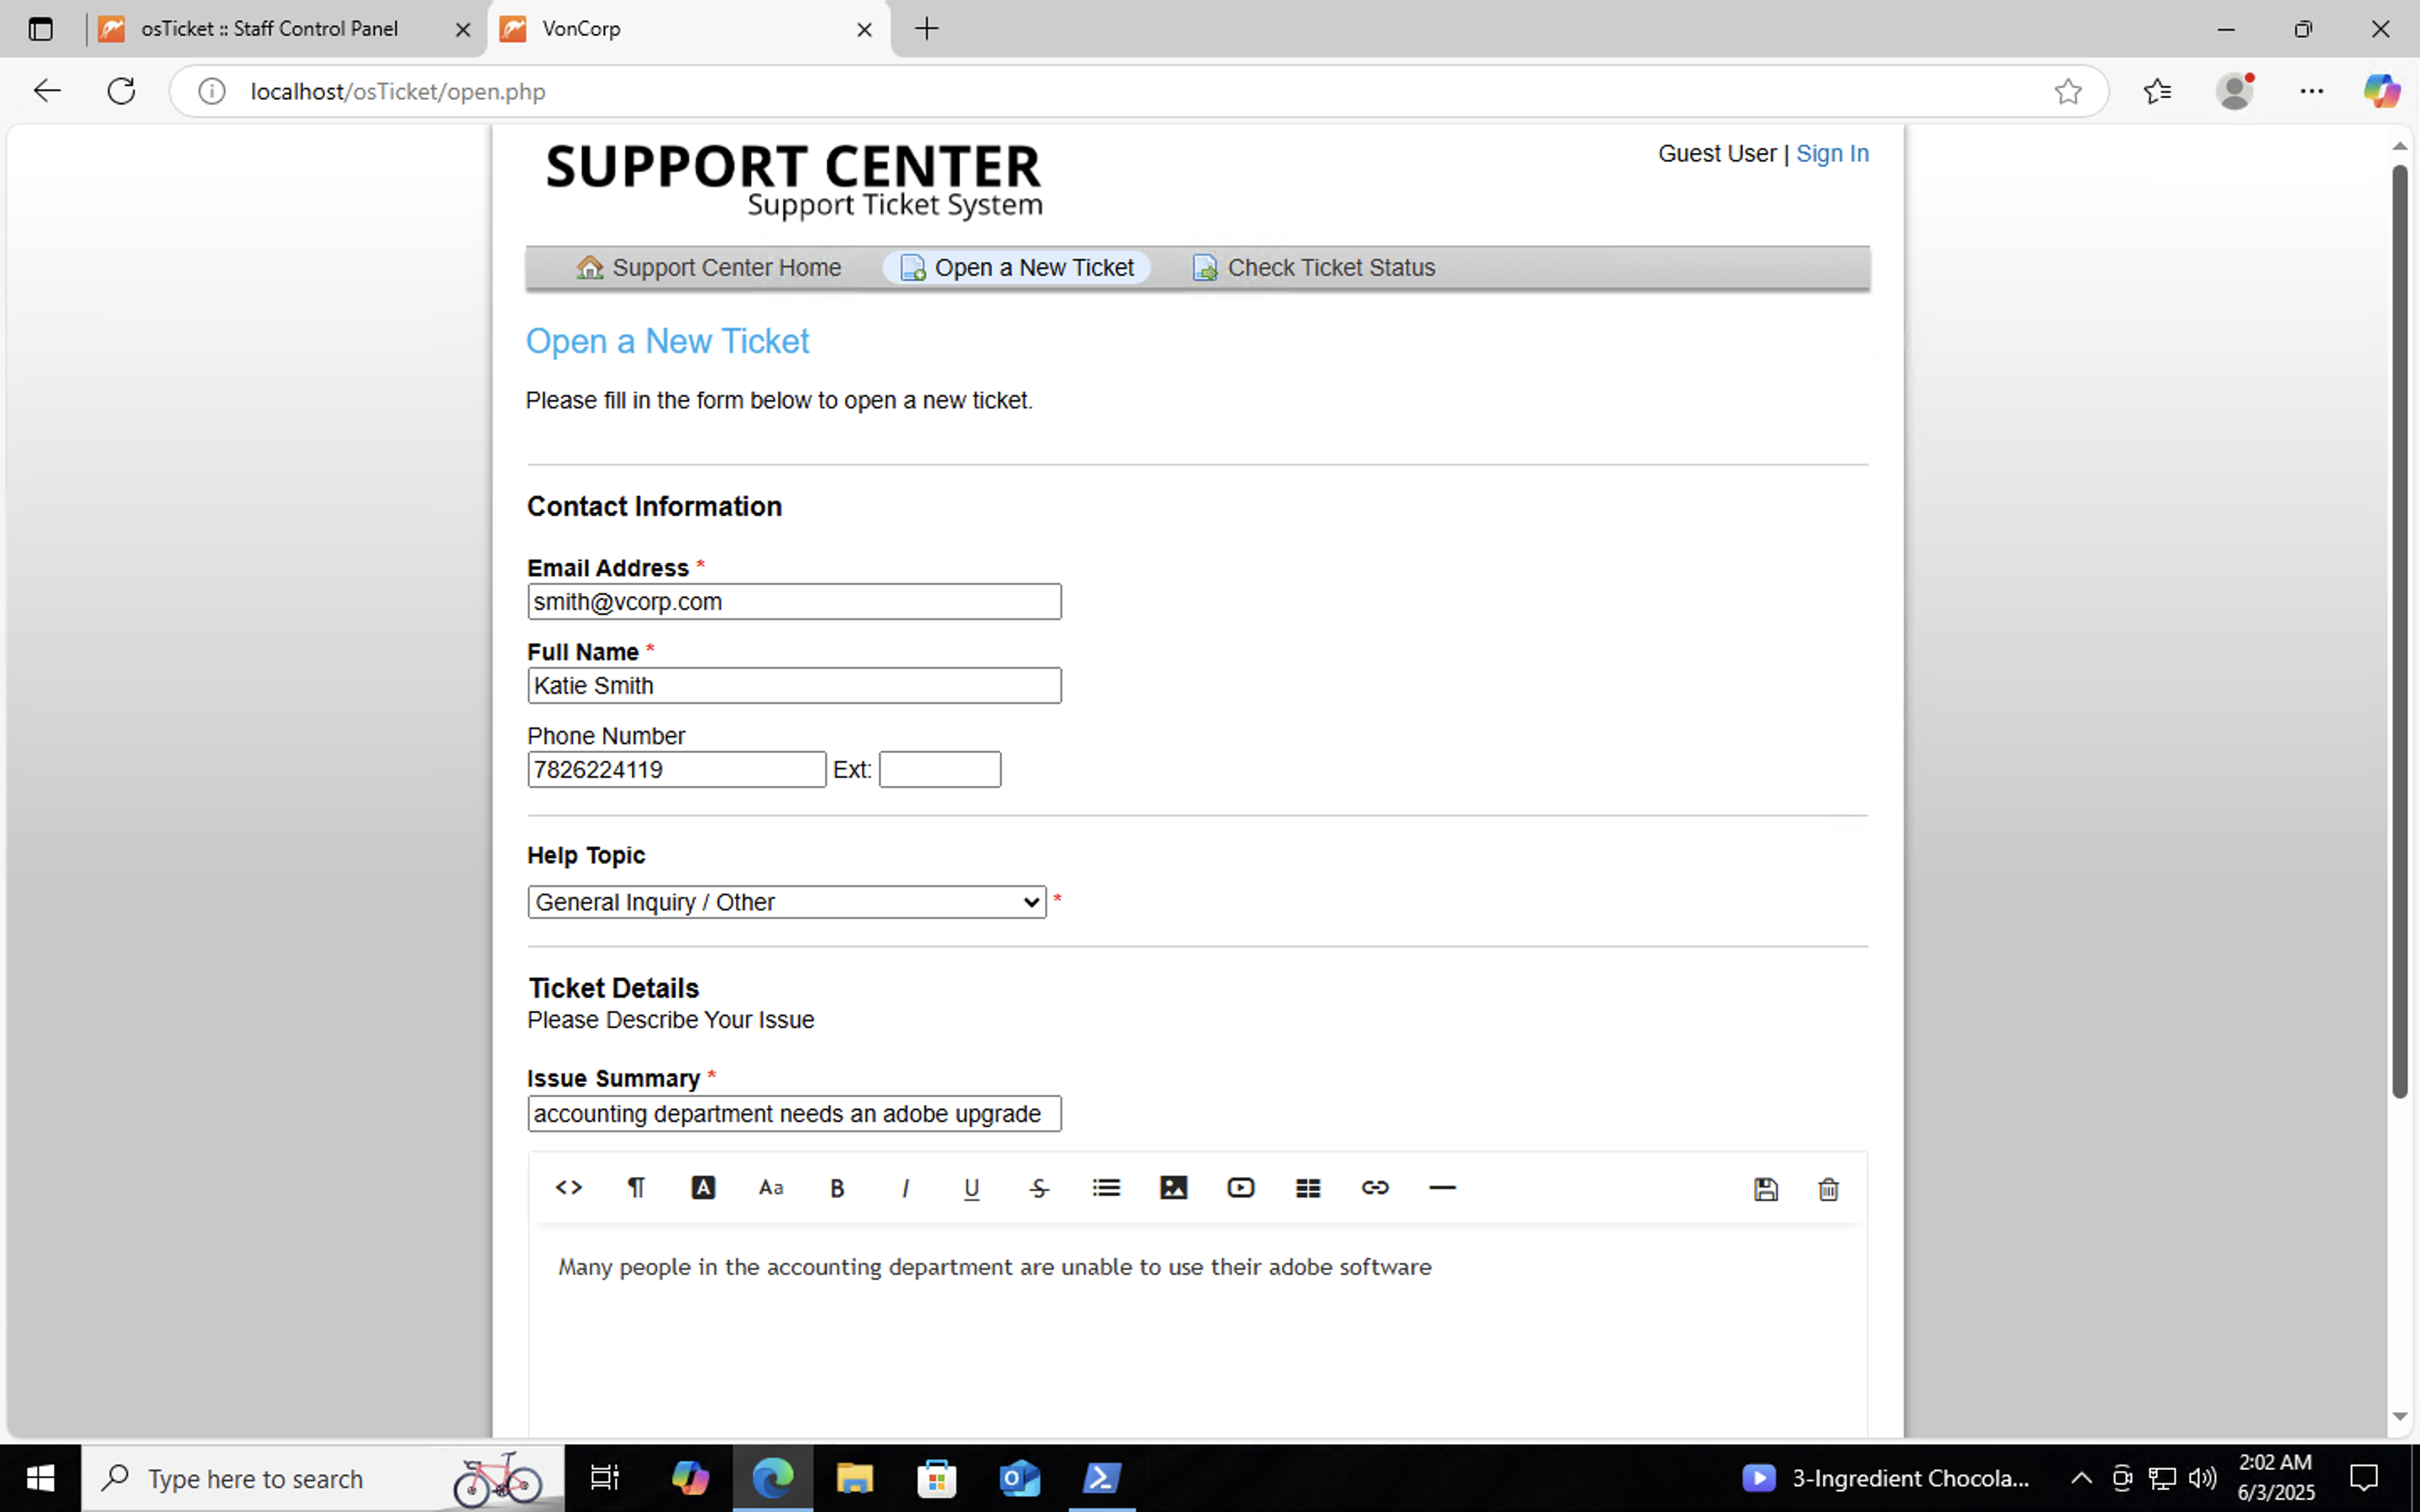 osTicket :: Staff Control Panel
VonCorp
localhost/osTicket/open.php
SUPPORT CENTER
Support Ticket System
Guest User | Sign In
Support Center Home
Open a New Ticket
Check Ticket Status
Open a New Ticket
Please fill in the form below to open a new ticket.
Contact Information
Email Address *
smith@vcorp.com
Full Name *
Katie Smith
Phone Number
7826224119 Ext:
Help Topic
General Inquiry / Other *
Ticket Details
Please Describe Your Issue
Issue Summary *
accounting department needs an adobe upgrade
<> ¶ A Aa B I U S
Many people in the accounting department are unable to use their adobe software
Type here to search
3-Ingredient Chocola...
2:02 AM
6/3/2025